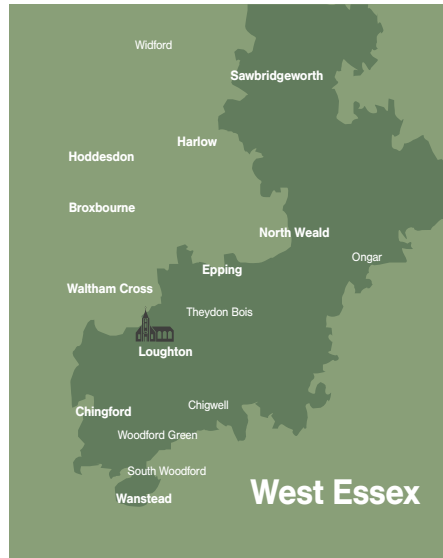 Widford
Sawbridgeworth
Harlow
Hoddesdon
Broxbourne
North Weald
Ongar
Epping
Waltham Cross
Theydon Bois
Loughton
Chigwell
Chingford
Woodford Green
South Woodford
Wanstead
West Essex